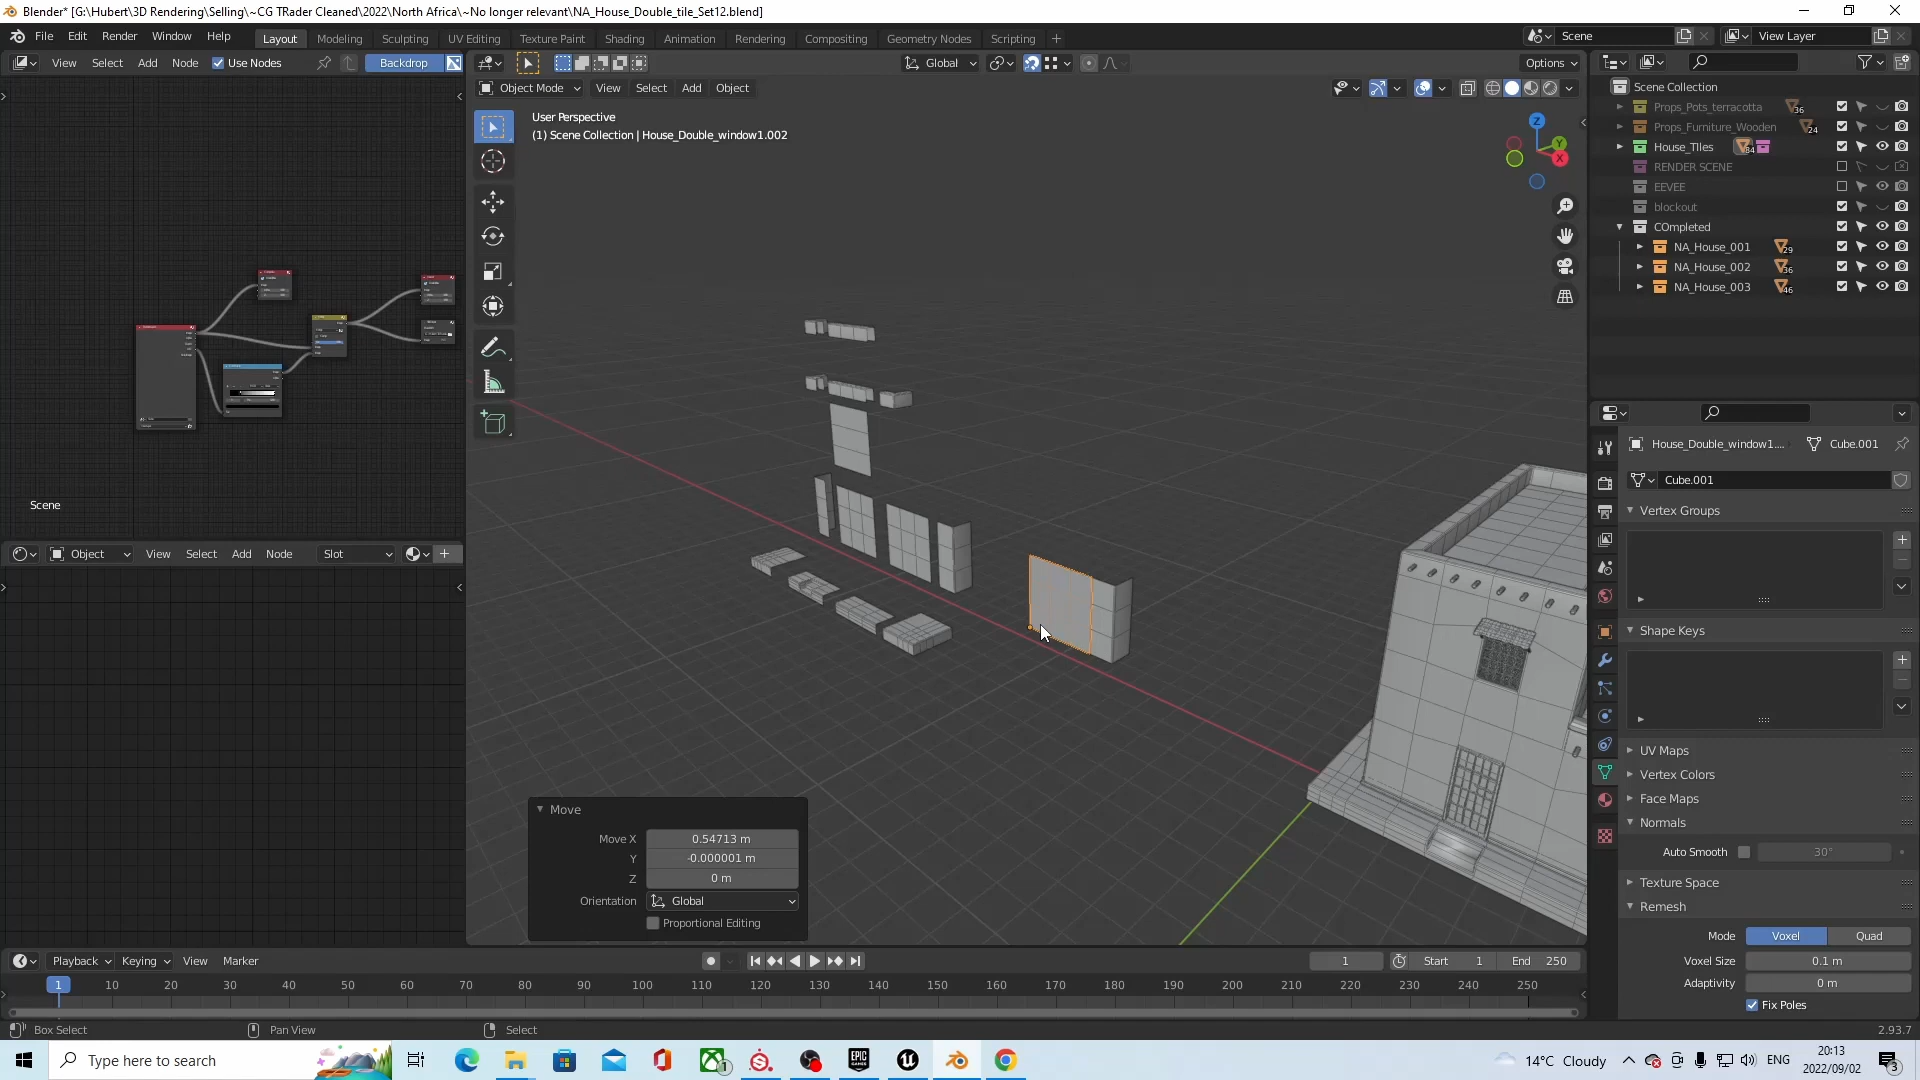 Blender* [G:\Hubert\3D Rendering\Selling\~CG TRader Cleaned\2022\North Africa\~No longer relevant\NA_House_Double_tile_Set12.blend]
File Edit Render Window Help Layout Modeling Sculpting UV Editing Texture Paint Shading Animation Rendering Compositing Geometry Nodes Scripting + Scene View Layer
View Select Add Node Use Nodes Backdrop Global Options
Object Mode View Select Add Object
User Perspective
(1) Scene Collection | House_Double_window1.002
Z
Y
X
Scene Collection
Props_Pots_terracotta 36
Props_Furniture_Wooden 24
House_TIles 84
RENDER SCENE
EEVEE
blockout
COmpleted
NA_House_001 29
NA_House_002 36
NA_House_003 46
House_Double_window1.... Cube.001
Cube.001
Vertex Groups
Shape Keys
UV Maps
Vertex Colors
Face Maps
Normals
Auto Smooth 30°
Texture Space
Remesh
Mode Voxel Quad
Voxel Size 0.1 m
Adaptivity 0 m
Fix Poles
Scene
Object View Select Add Node Slot
Move
Move X 0.54713 m
Y -0.000001 m
Z 0 m
Orientation Global
Proportional Editing
Playback Keying View Marker 1 Start 1 End 250
1 10 20 30 40 50 60 70 80 90 100 110 120 130 140 150 160 170 180 190 200 210 220 230 240 250
Box Select Pan View Select 2.93.7
Type here to search 14°C Cloudy ENG 20:13
2022/09/02 3